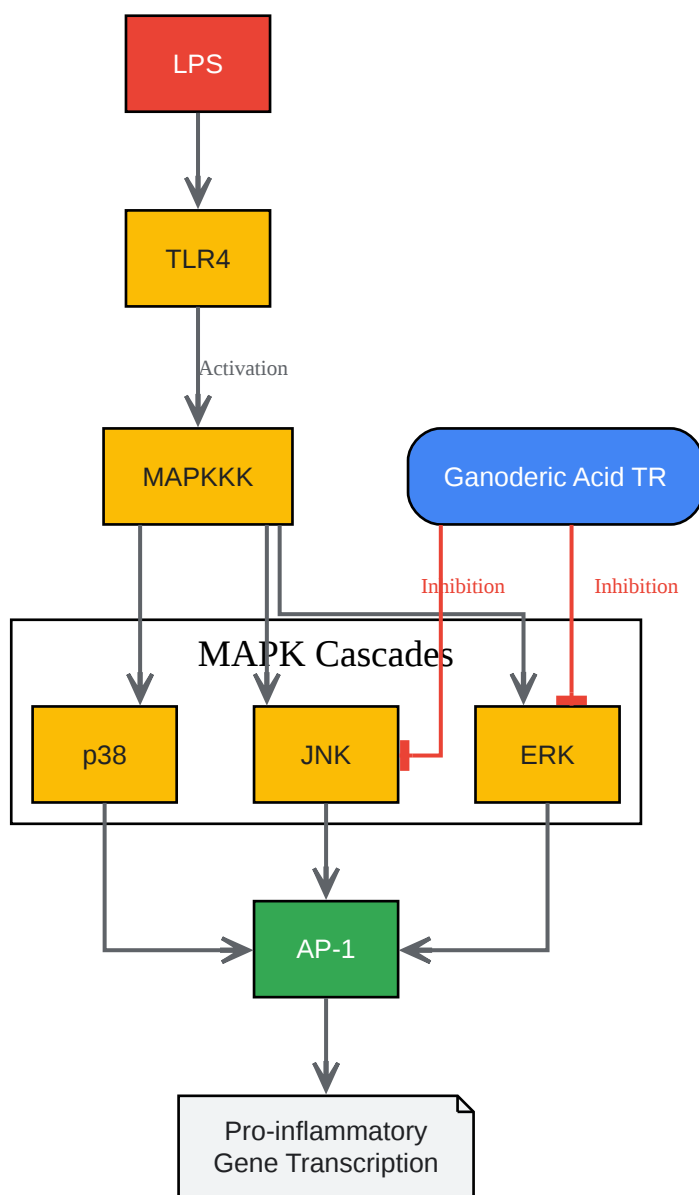 LPS
TLR4
Activation
MAPKKK
Ganoderic Acid TR
Inhibition
Inhibition
MAPK Cascades
p38
JNK
ERK
AP-1
Pro-inflammatory
Gene Transcription